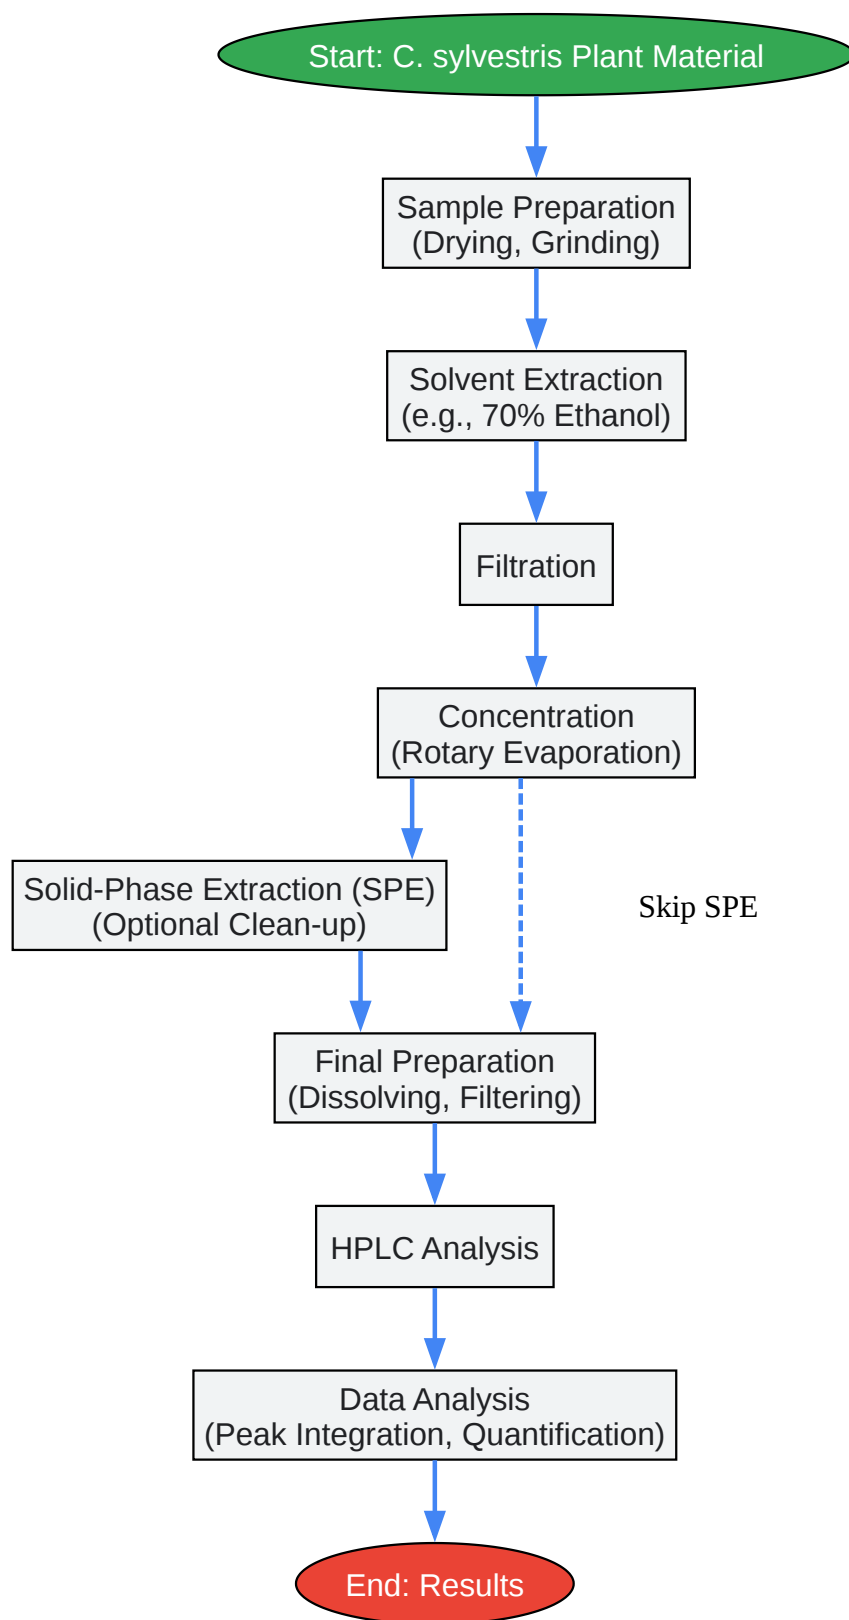 Start: C. sylvestris Plant Material
Sample Preparation
(Drying, Grinding)
Solvent Extraction
(e.g., 70% Ethanol)
Filtration
Concentration
(Rotary Evaporation)
Solid-Phase Extraction (SPE)
(Optional Clean-up)
Skip SPE
Final Preparation
(Dissolving, Filtering)
HPLC Analysis
Data Analysis
(Peak Integration, Quantification)
End: Results